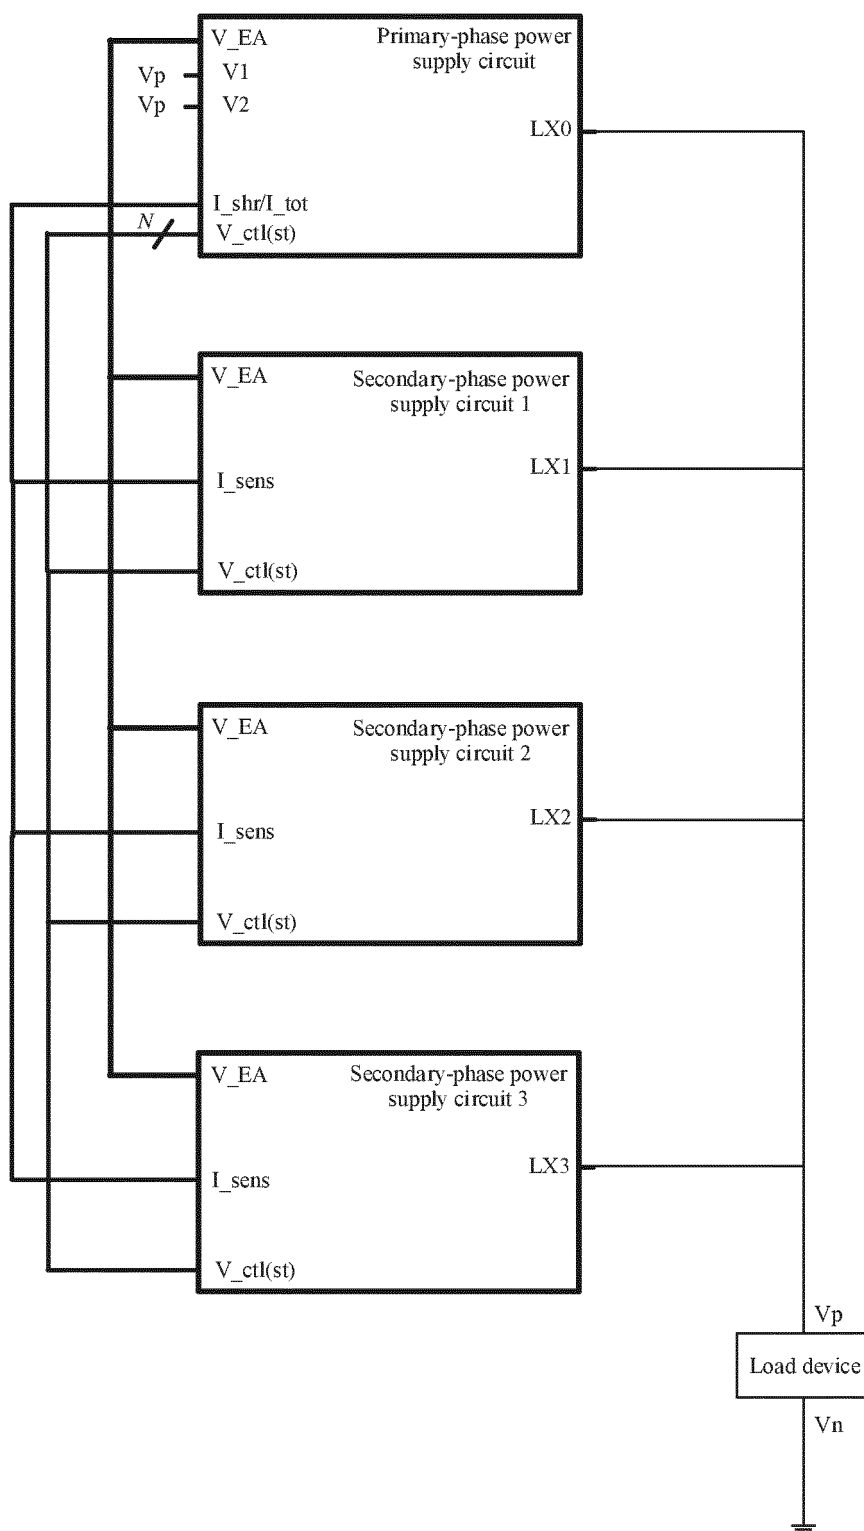 V_EA
Primary-phase power
supply circuit
Vp
V1
Vp
V2
LX0
I_shr/I_tot
N
V_ctl(st)
V_EA
Secondary-phase power
supply circuit 1
LX1
I_sens
V_ctl(st)
V_EA
Secondary-phase power
supply circuit 2
LX2
I_sens
V_ctl(st)
V_EA
Secondary-phase power
supply circuit 3
LX3
I_sens
V_ctl(st)
Vp
Load device
Vn